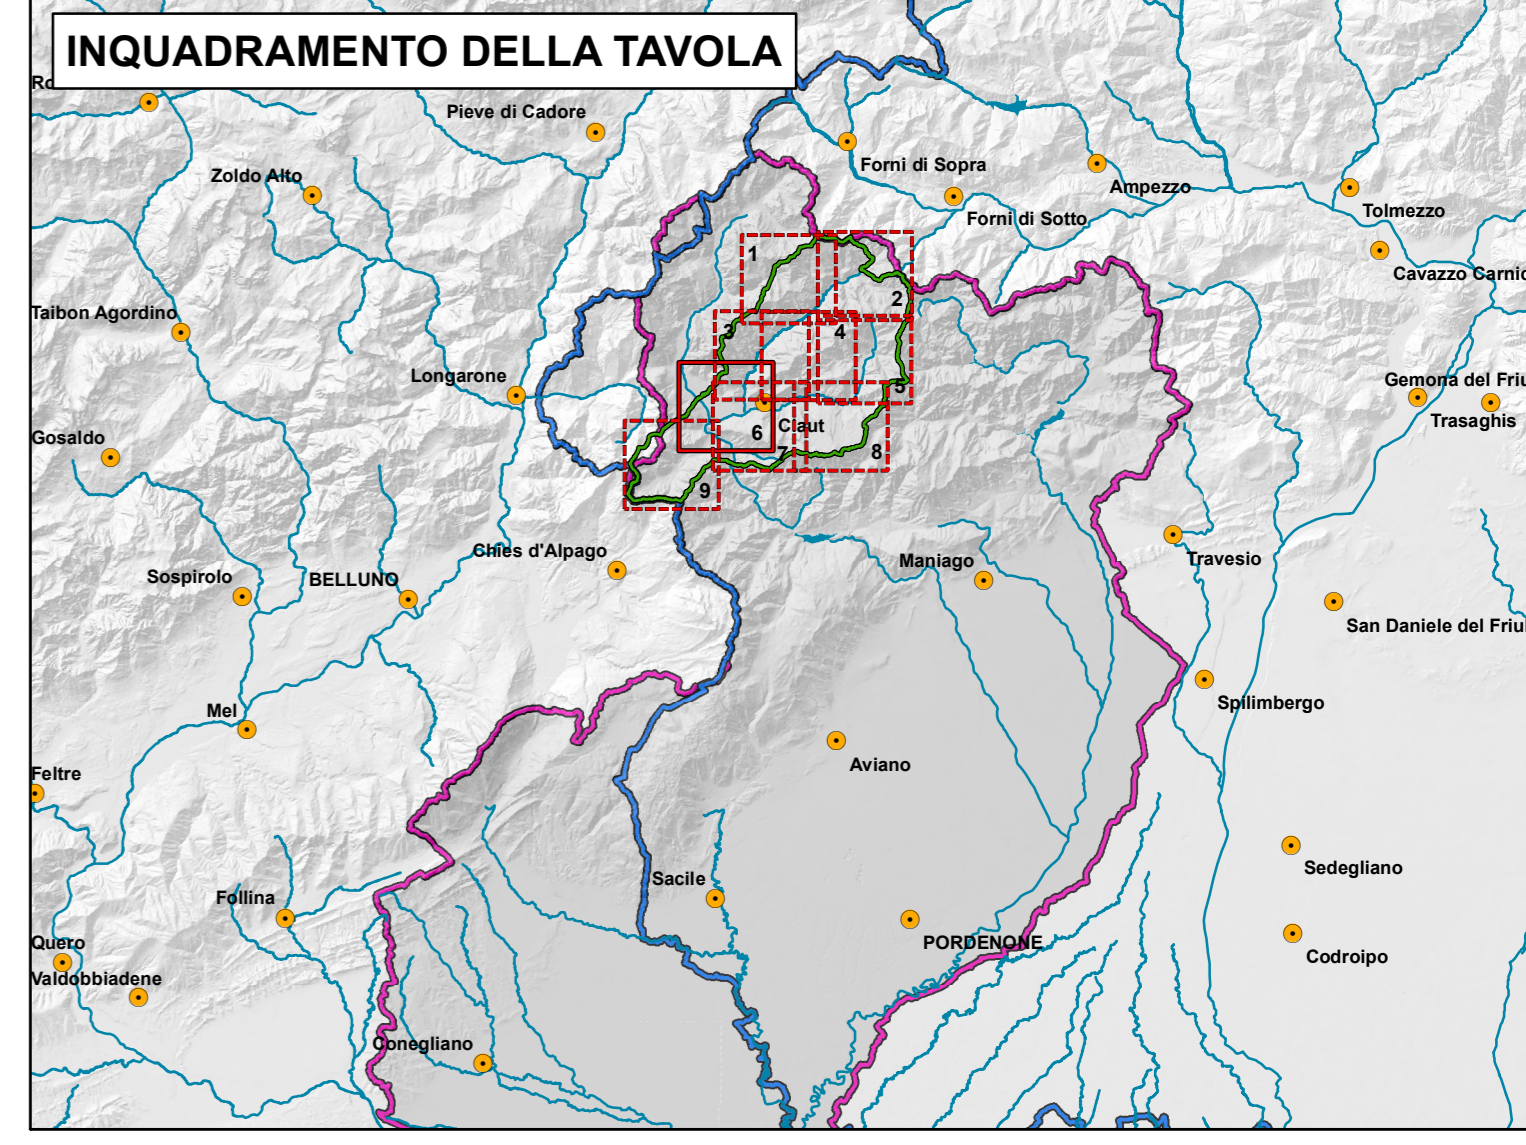 INQUADRAMENTO DELLA TAVOLA
Ro
Pieve di Cadore
Forni di Sopra
Zoldo Alto
Ampezzo
Forni di Sotto
Tolmezzo
1
Cavazzo Carnic
2
Taibon Agordino
3
4
Longarone
5
Gemona del Friu
Trasaghis
Claut
6
Gosaldo
7
8
9
Chies d'Alpago
Maniago
Travesio
Sospirolo
BELLUNO
San Daniele del Friul
Mel
Spilimbergo
Aviano
Feltre
Sedegliano
Sacile
Follina
PORDENONE
Quero
Codroipo
Valdobbiadene
Conegliano